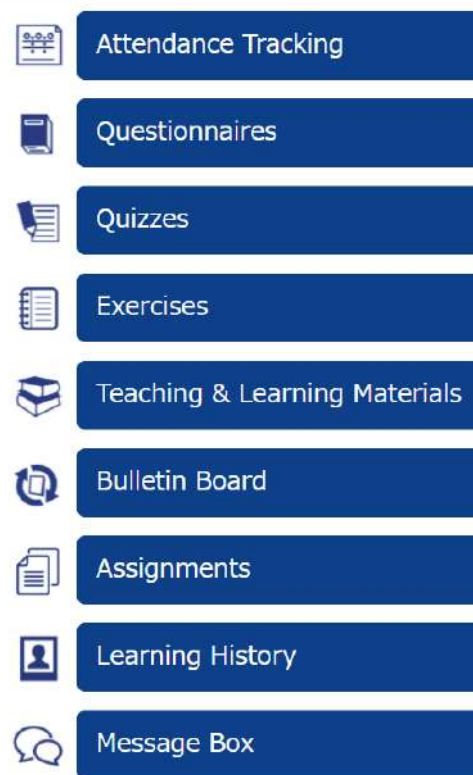 Attendance Tracking
Questionnaires
Quizzes
Exercises
Teaching & Learning Materials
Bulletin Board
Assignments
Learning History
Message Box